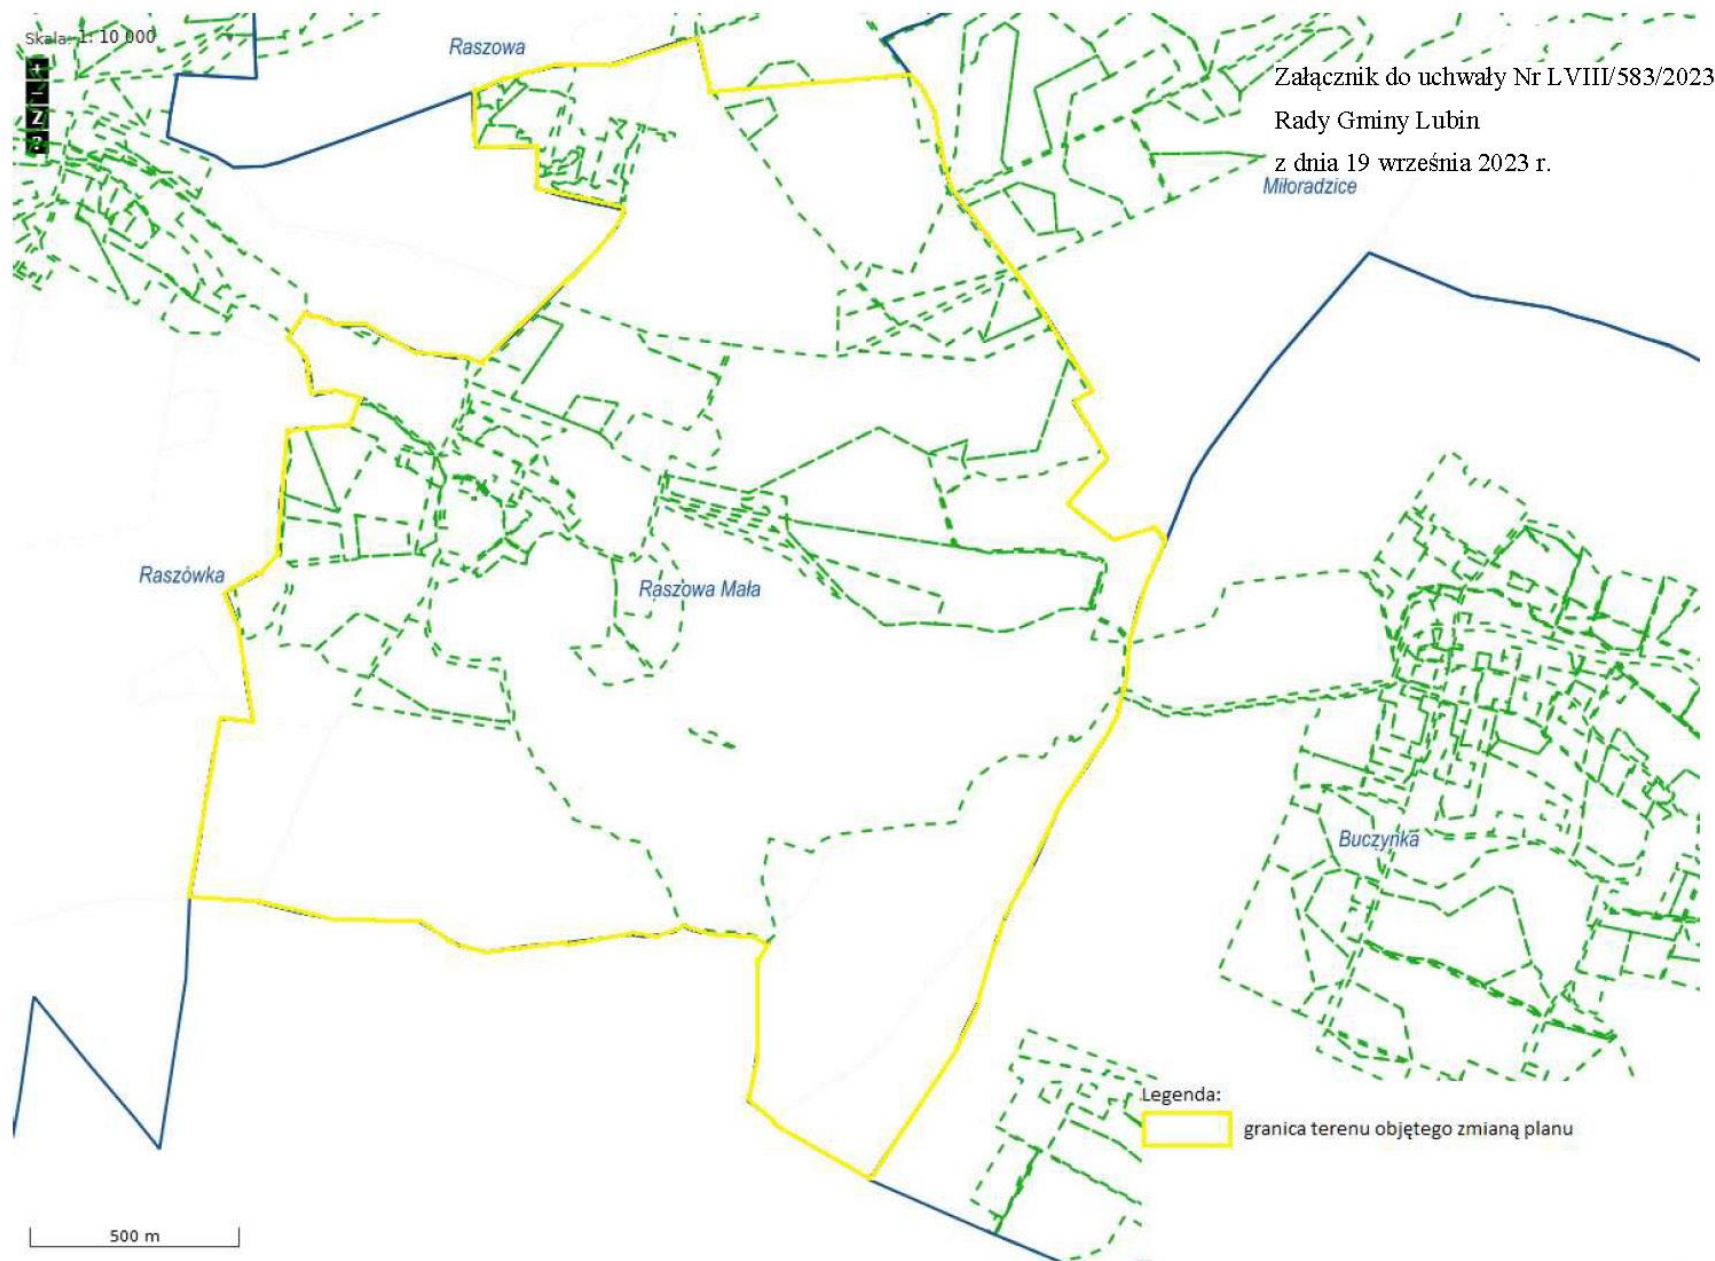 Skala: 1: 10 000
+
-
Z
?
Raszowa
Załącznik do uchwały Nr LVIII/583/2023
Rady Gminy Lubin
z dnia 19 września 2023 r.
Miłoradzice
Raszówka
Raszowa Mała
Buczynka
Legenda:
granica terenu objętego zmianą planu
500 m